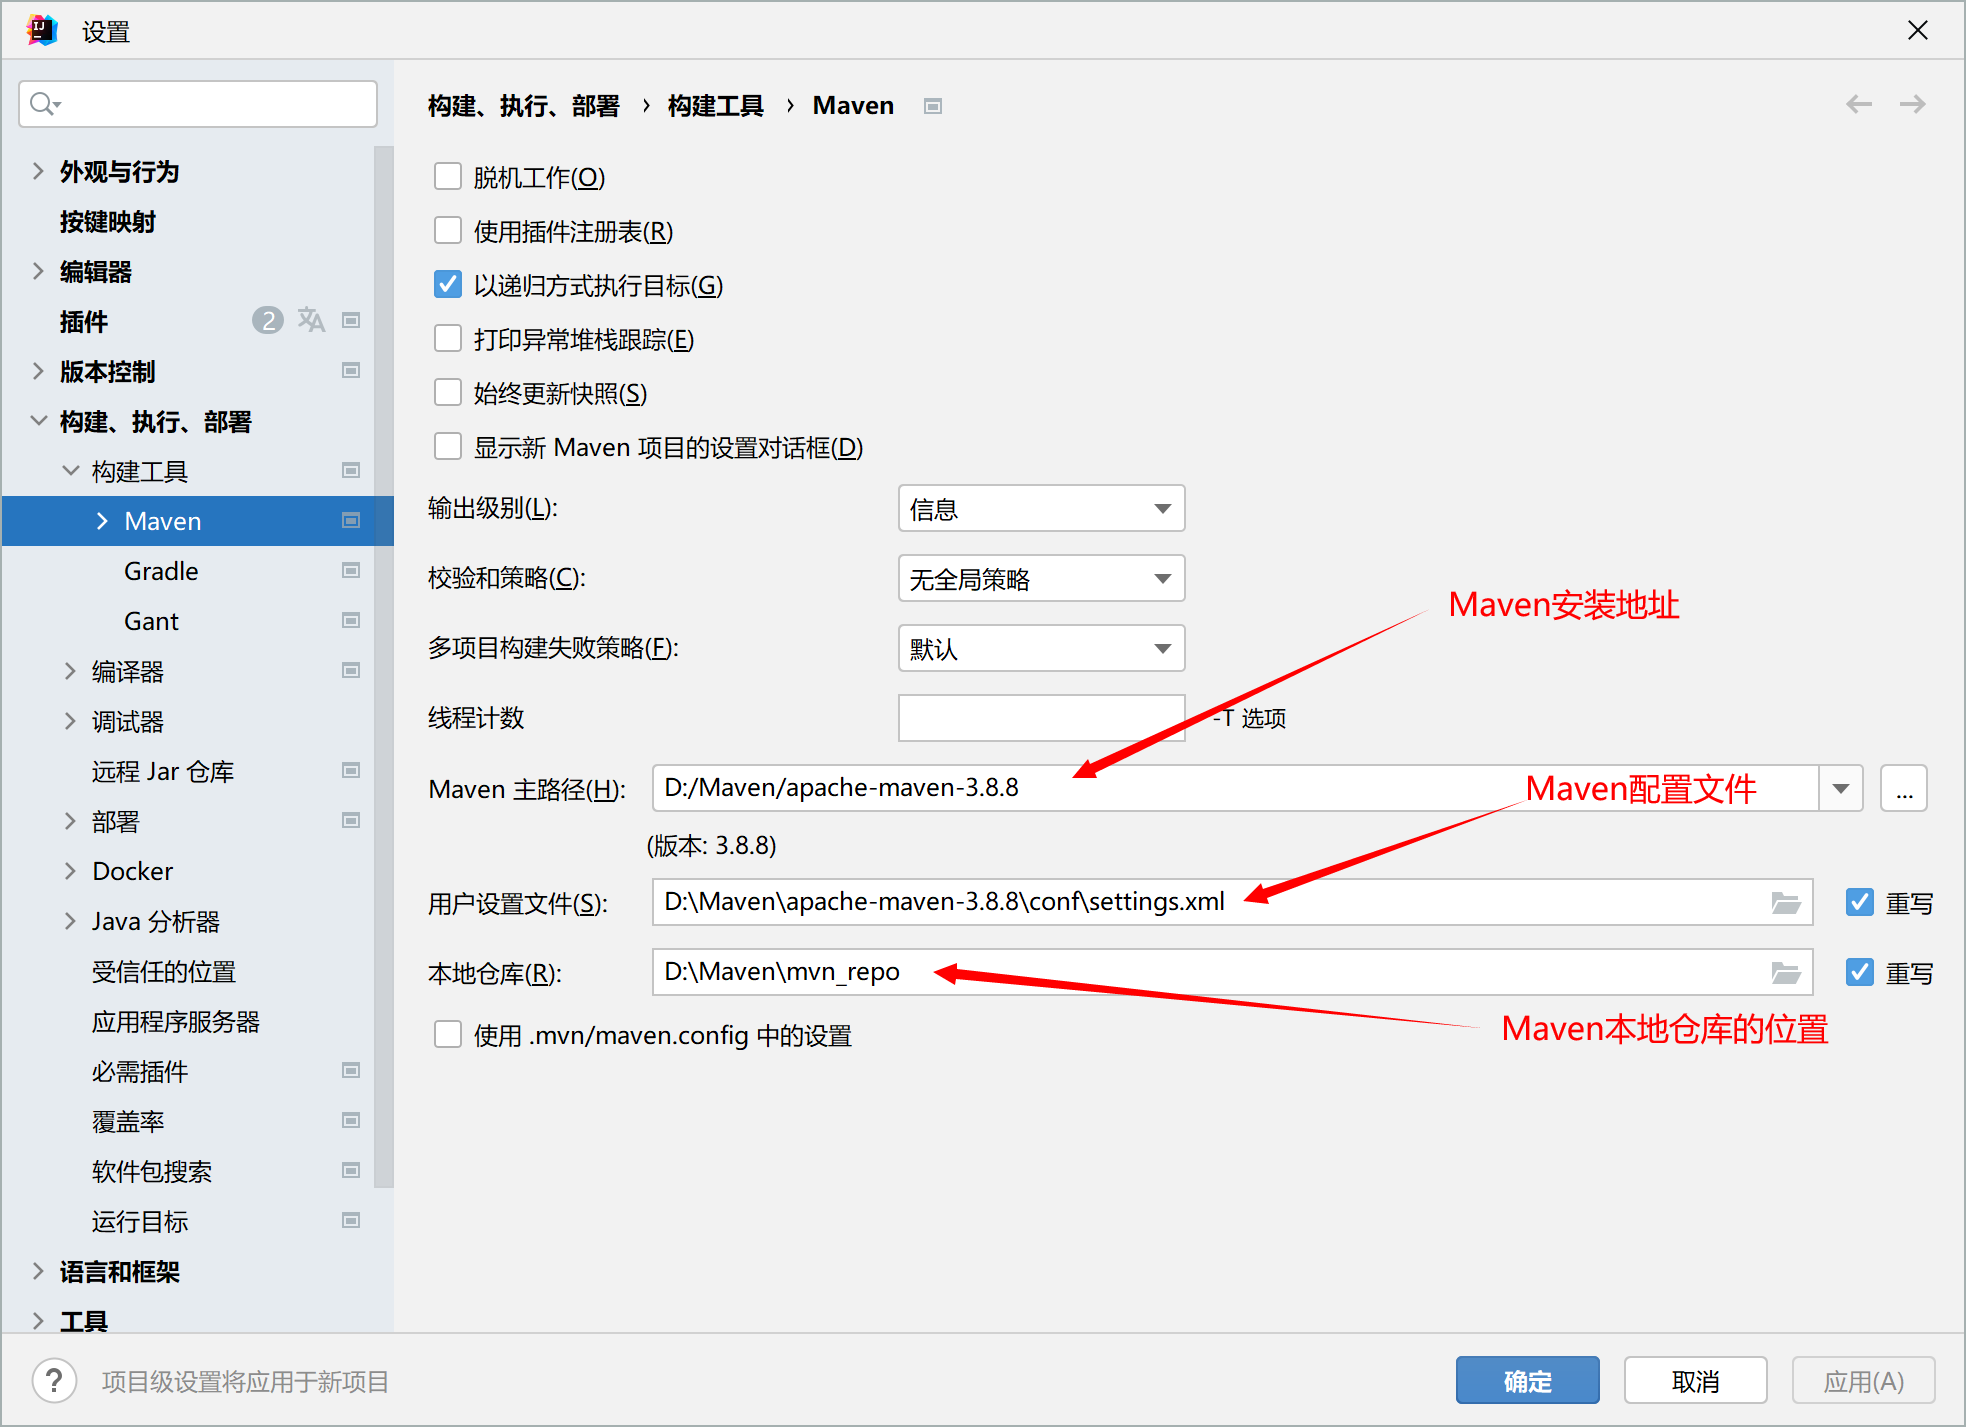 设置
外观与行为
按键映射
编辑器
插件 2
版本控制
构建、执行、部署
构建工具
Maven
Gradle
Gant
编译器
调试器
远程 Jar 仓库
部署
Docker
Java 分析器
受信任的位置
应用程序服务器
必需插件
覆盖率
软件包搜索
运行目标
语言和框架
工具
构建、执行、部署 › 构建工具 › Maven
脱机工作(O)
使用插件注册表(R)
以递归方式执行目标(G)
打印异常堆栈跟踪(E)
始终更新快照(S)
显示新 Maven 项目的设置对话框(D)
输出级别(L): 信息
校验和策略(C): 无全局策略
Maven安装地址
多项目构建失败策略(F): 默认
线程计数 -T 选项
Maven 主路径(H): D:/Maven/apache-maven-3.8.8 ...
Maven配置文件
(版本: 3.8.8)
用户设置文件(S): D:\Maven\apache-maven-3.8.8\conf\settings.xml 重写
本地仓库(R): D:\Maven\mvn_repo 重写
Maven本地仓库的位置
使用 .mvn/maven.config 中的设置
? 项目级设置将应用于新项目
确定 取消 应用(A)